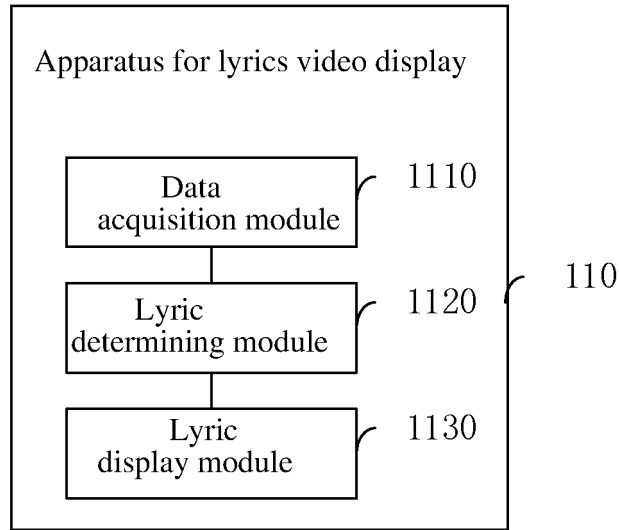 Apparatus for lyrics video display
Data
acquisition module
1110
Lyric
determining module
1120
110
Lyric
display module
1130